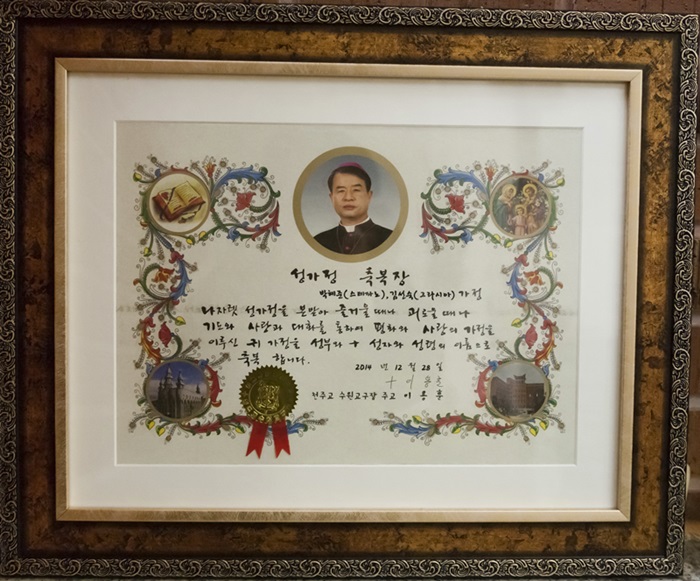 성가정 축복장
박해준(스테파노),김선숙(그라시아) 가정
나자렛 성가정을 본받아 즐거울 때나 괴로울 때나
기도와 사랑과 대화를 통하여 평화와 사랑의 가정을
이루신 귀 가정을 성부와 ✝ 성자와 성령의 이름으로
축복 합니다.
2014 년 12 월 28 일
천주교 수원교구장 주교 이 용 훈